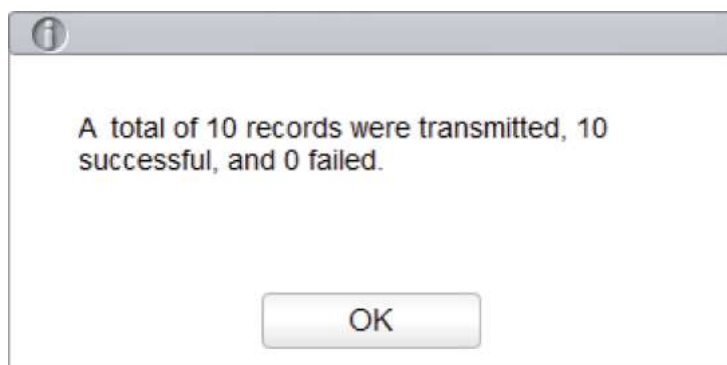 A total of 10 records were transmitted, 10
successful, and 0 failed.
OK